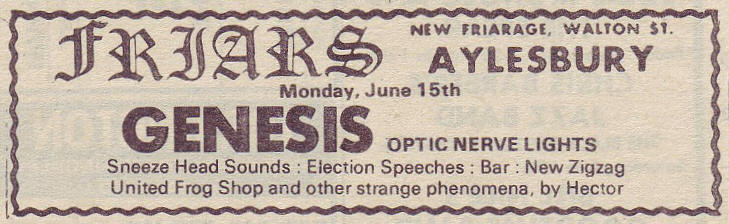 FRIARS
NEW FRIARAGE, WALTON ST.
AYLESBURY
Monday, June 15th
GENESIS OPTIC NERVE LIGHTS
Sneeze Head Sounds : Election Speeches : Bar : New Zigzag
United Frog Shop and other strange phenomena, by Hector